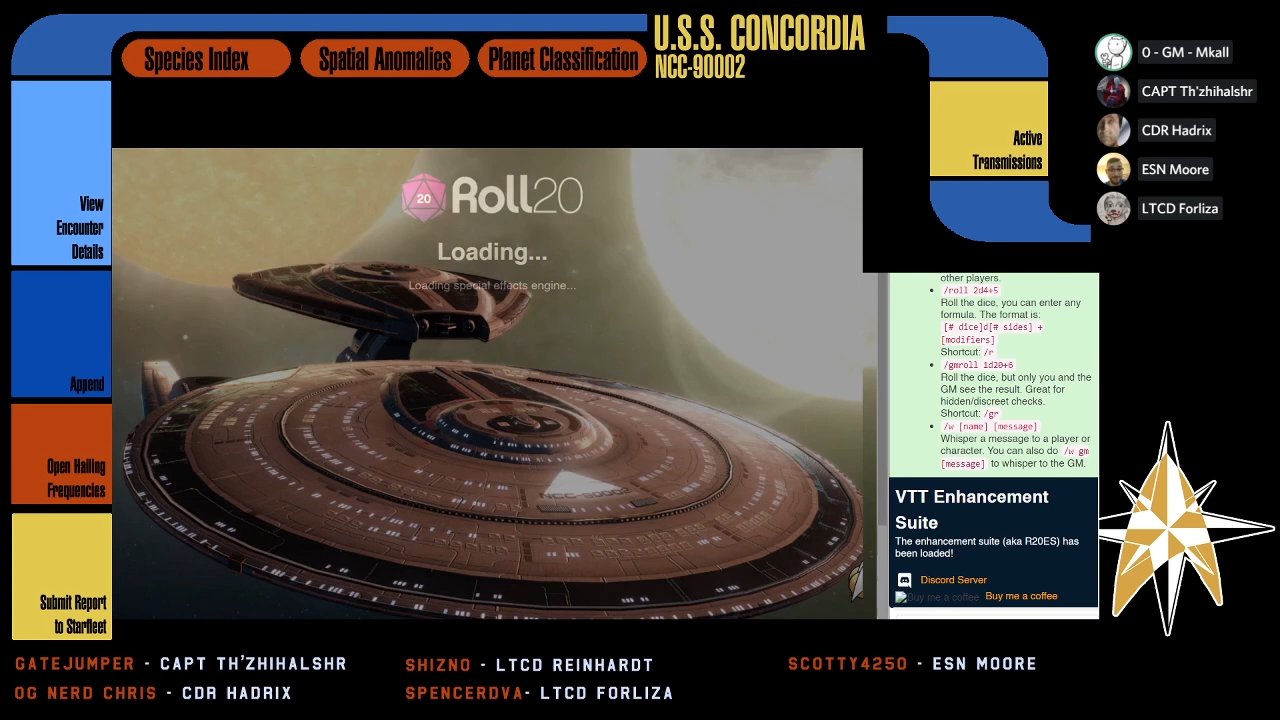 Species Index
Spatial Anomalies
Planet Classification
U.S.S. CONCORDIA
NCC-90002
Active
Transmissions
0 - GM - Mkall
CAPT Th'zhihalshr
CDR Hadrix
ESN Moore
LTCD Forliza
View
Encounter
Details
Append
Open Hailing
Frequencies
Submit Report
to Starfleet
20
Roll20
Loading...
Loading special effects engine...
NCC-90002
other players.
/roll 2d4+5
Roll the dice, you can enter any
formula. The format is:
[# dice]d[# sides] +
[modifiers]
Shortcut: /r
/gmroll 1d20+6
Roll the dice, but only you and the
GM see the result. Great for
hidden/discreet checks.
Shortcut: /gr
/w [name] [message]
Whisper a message to a player or
character. You can also do /w gm
[message] to whisper to the GM.
VTT Enhancement
Suite
The enhancement suite (aka R20ES) has
been loaded!
Discord Server
Buy me a coffee Buy me a coffee
GATEJUMPER - CAPT TH'ZHIHALSHR
OG NERD CHRIS - CDR HADRIX
SHIZNO - LTCD REINHARDT
SPENCERDVA- LTCD FORLIZA
SCOTTY4250 - ESN MOORE